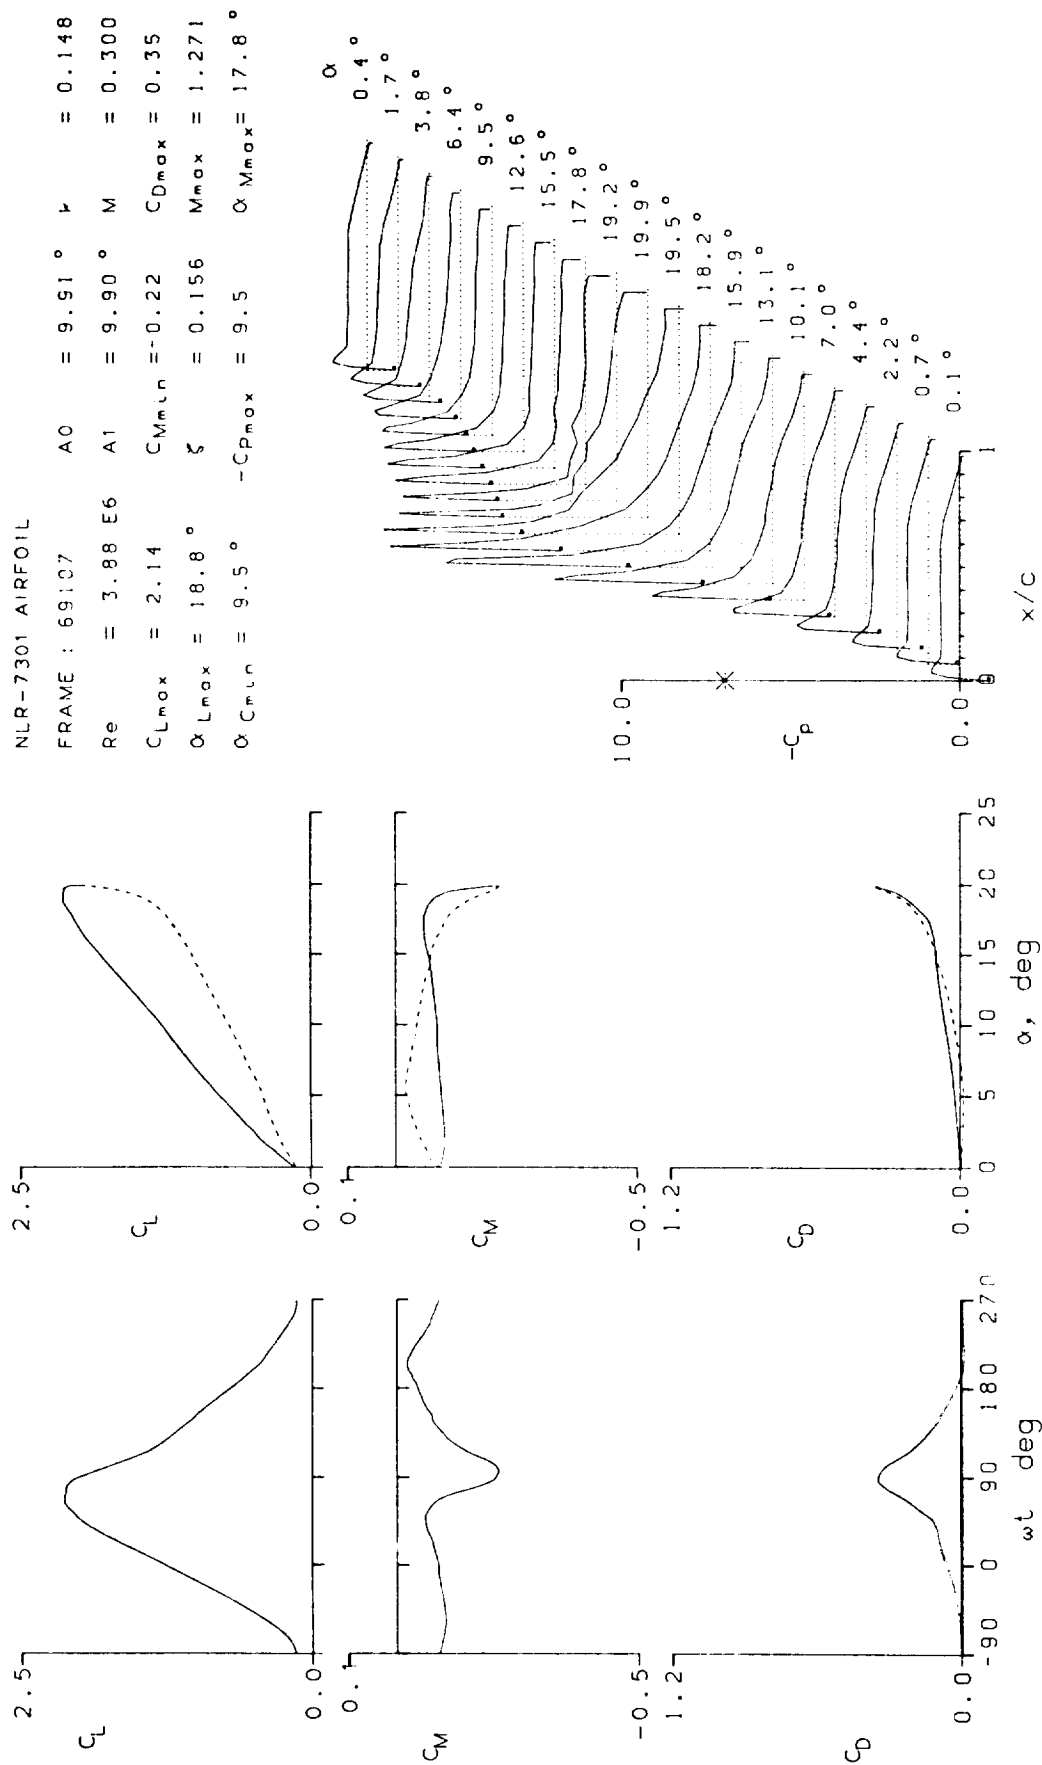 NLR-7301 AIRFOIL
FRAME : 69107 A0 = 9.91 ° k = 0.148
Re = 3.88 E6 A1 = 9.90 ° M = 0.300
CLmax = 2.14 CMmin =-0.22 CDmax = 0.35
α Lmax = 18.8 ° ζ = 0.156 Mmax = 1.271
α Cmin = 9.5 ° -CPmax = 9.5 α Mmax= 17.8 °
2.5
CL
0.0
0.1
CM
-0.5
1.2
CD
0.0
-90 0 90 180 270
ωt deg
2.5
CL
0.0
0.1
CM
-0.5
1.2
CD
0.0
0 5 10 15 20 25
α, deg
α
0.4 °
1.7 °
3.8 °
6.4 °
9.5 °
12.6 °
15.5 °
17.8 °
19.2 °
19.9 °
19.5 °
18.2 °
15.9 °
13.1 °
10.1 °
7.0 °
4.4 °
2.2 °
0.7 °
0.1 °
10.0
-Cp
0.0
0 1
x/c